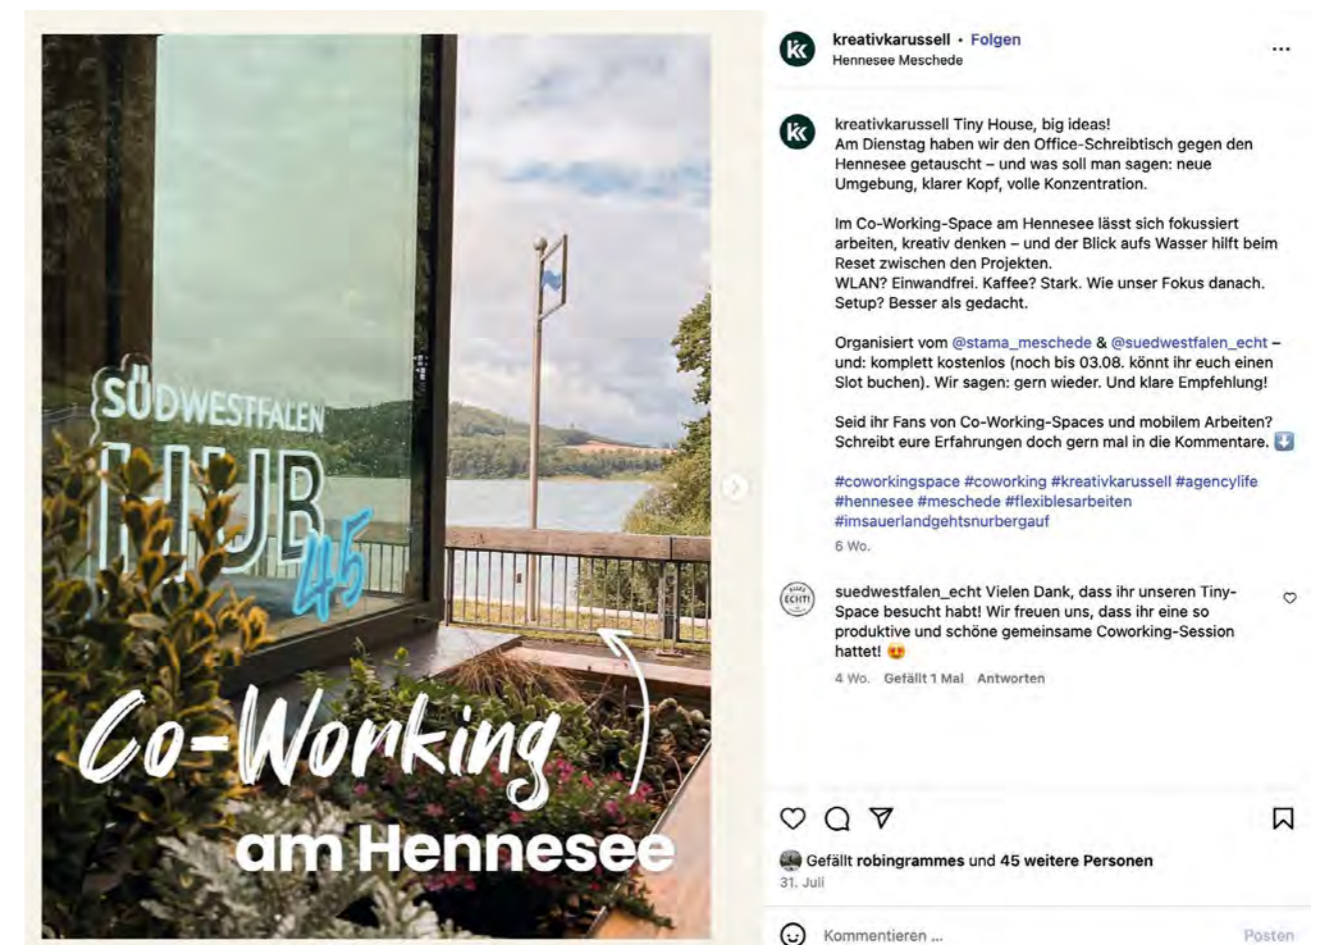 SÜDWESTFALEN
HUB
45
Co-Working
am Hennesee
kreativkarussell • Folgen
Hennesee Meschede
kreativkarussell Tiny House, big ideas!
Am Dienstag haben wir den Office-Schreibtisch gegen den
Hennesee getauscht – und was soll man sagen: neue
Umgebung, klarer Kopf, volle Konzentration.
Im Co-Working-Space am Hennesee lässt sich fokussiert
arbeiten, kreativ denken – und der Blick aufs Wasser hilft beim
Reset zwischen den Projekten.
WLAN? Einwandfrei. Kaffee? Stark. Wie unser Fokus danach.
Setup? Besser als gedacht.
Organisiert vom @stama_meschede & @suedwestfalen_echt –
und: komplett kostenlos (noch bis 03.08. könnt ihr euch einen
Slot buchen). Wir sagen: gern wieder. Und klare Empfehlung!
Seid ihr Fans von Co-Working-Spaces und mobilem Arbeiten?
Schreibt eure Erfahrungen doch gern mal in die Kommentare. ⬇️
#coworkingspace #coworking #kreativkarussell #agencylife
#hennesee #meschede #flexiblesarbeiten
#imsauerlandgehtsnurbergauf
6 Wo.
ALLES
ECHT!
suedwestfalen_echt Vielen Dank, dass ihr unseren Tiny-
Space besucht habt! Wir freuen uns, dass ihr eine so
produktive und schöne gemeinsame Coworking-Session
hattet! 😍
4 Wo. Gefällt 1 Mal Antworten
Gefällt robingrammes und 45 weitere Personen
31. Juli
Kommentieren ...
Posten